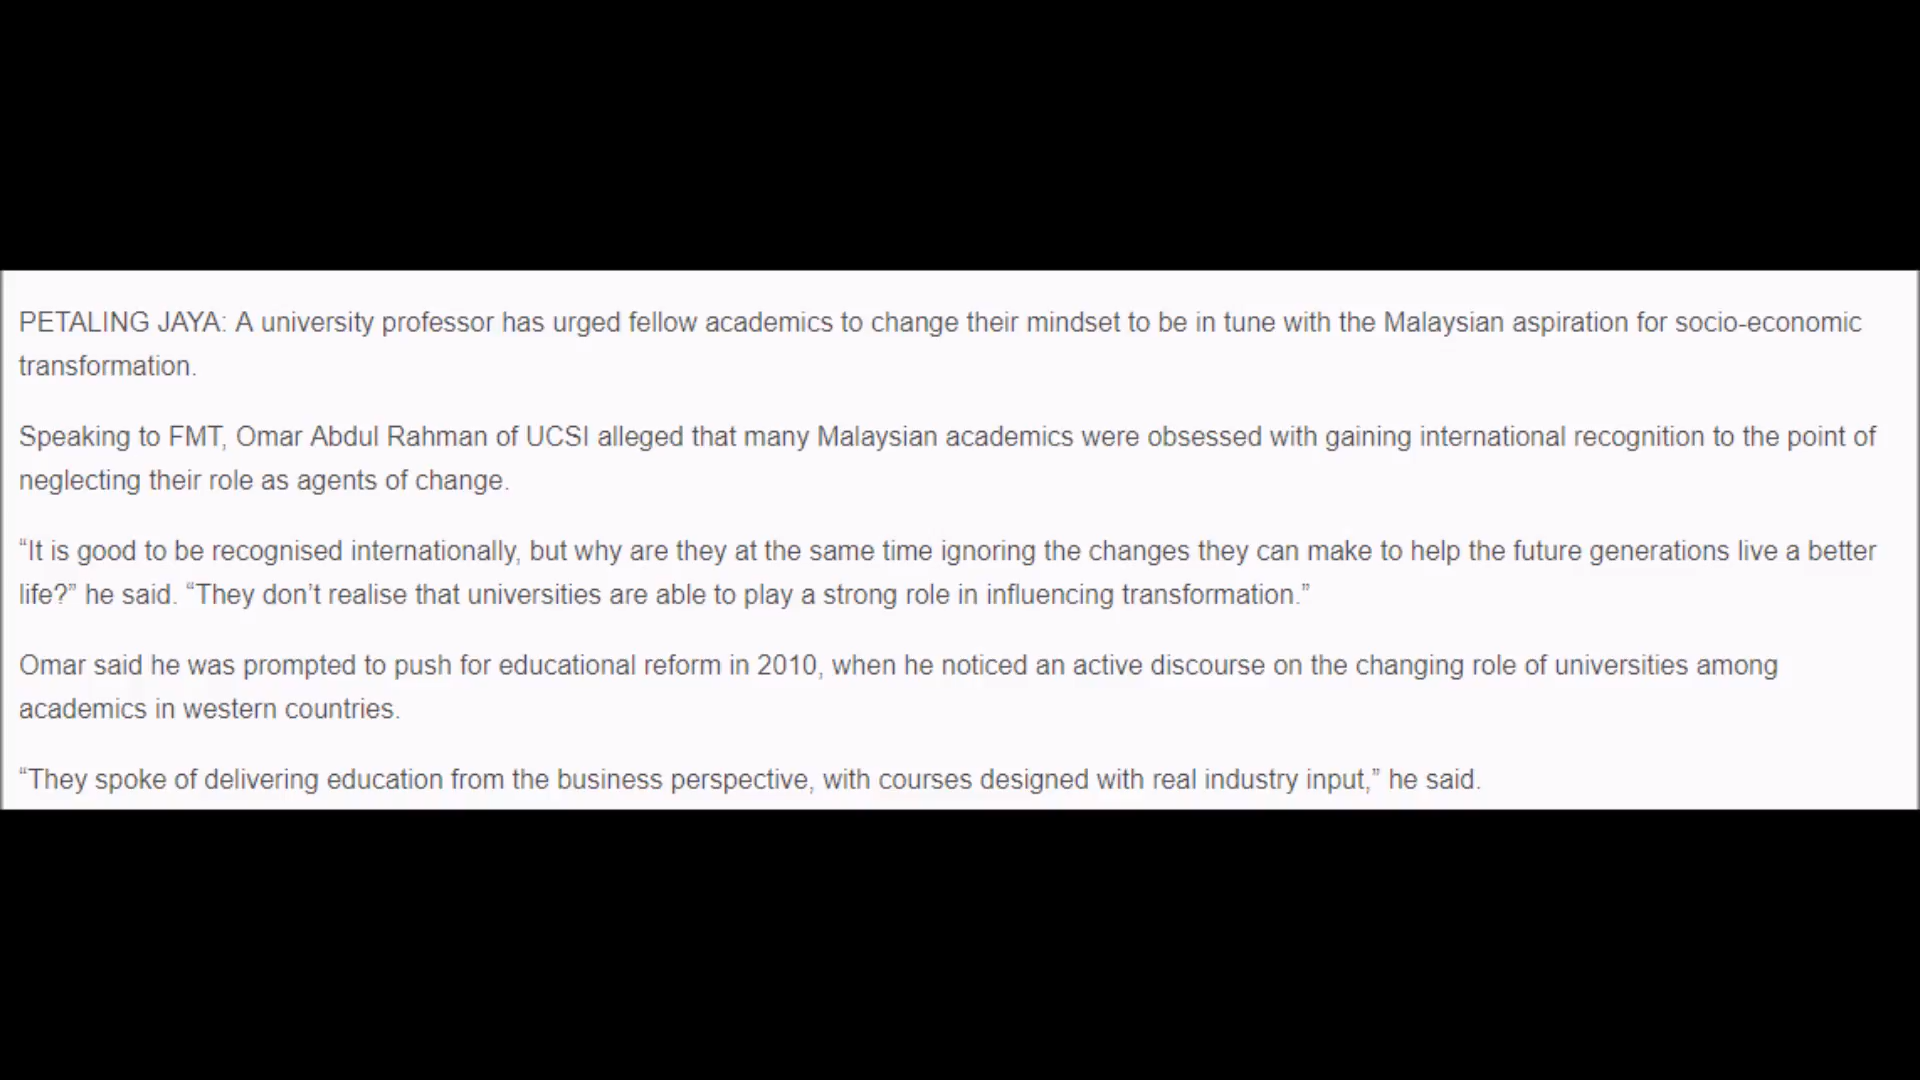 PETALING JAYA: A university professor has urged fellow academics to change their mindset to be in tune with the Malaysian aspiration for socio-economic
transformation.
Speaking to FMT, Omar Abdul Rahman of UCSI alleged that many Malaysian academics were obsessed with gaining international recognition to the point of
neglecting their role as agents of change.
“It is good to be recognised internationally, but why are they at the same time ignoring the changes they can make to help the future generations live a better
life?” he said. “They don’t realise that universities are able to play a strong role in influencing transformation.”
Omar said he was prompted to push for educational reform in 2010, when he noticed an active discourse on the changing role of universities among
academics in western countries.
“They spoke of delivering education from the business perspective, with courses designed with real industry input,” he said.